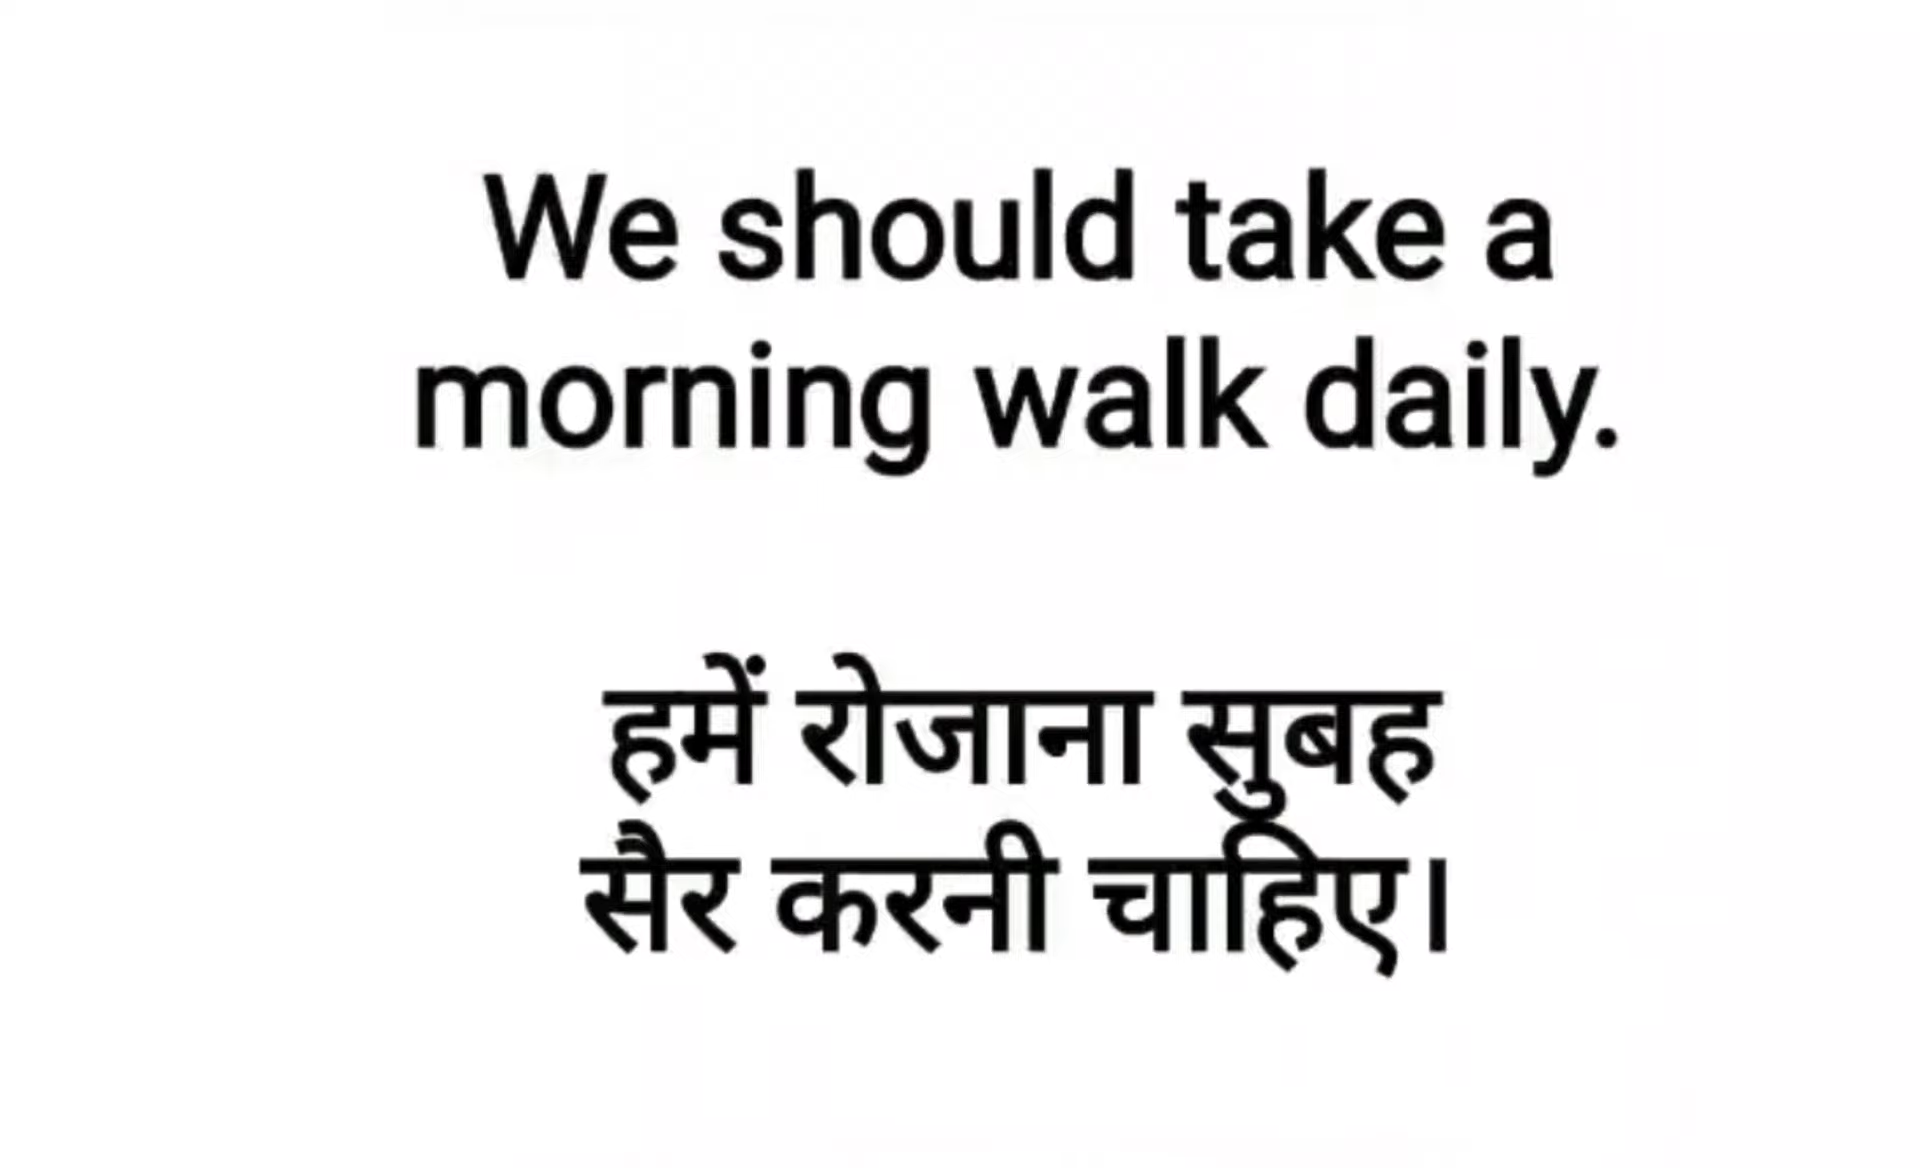 We should take a
morning walk daily.
हमें रोजाना सुबह
सैर करनी चाहिए।